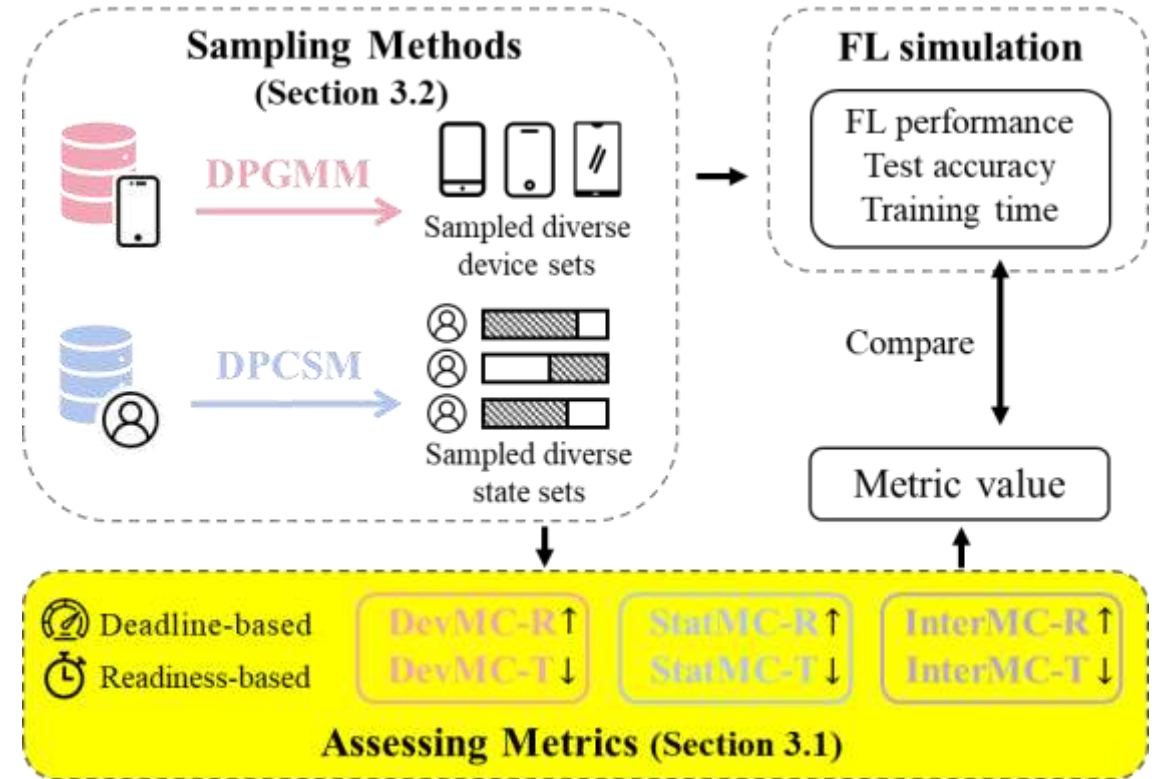 Sampling Methods
(Section 3.2)
DPGMM
Sampled diverse
device sets
DPCSM
Sampled diverse
state sets
FL simulation
FL performance
Test accuracy
Training time
Compare
Metric value
Deadline-based
Readiness-based
DevMC-R↑
DevMC-T↓
StatMC-R↑
StatMC-T↓
InterMC-R↑
InterMC-T↓
Assessing Metrics (Section 3.1)